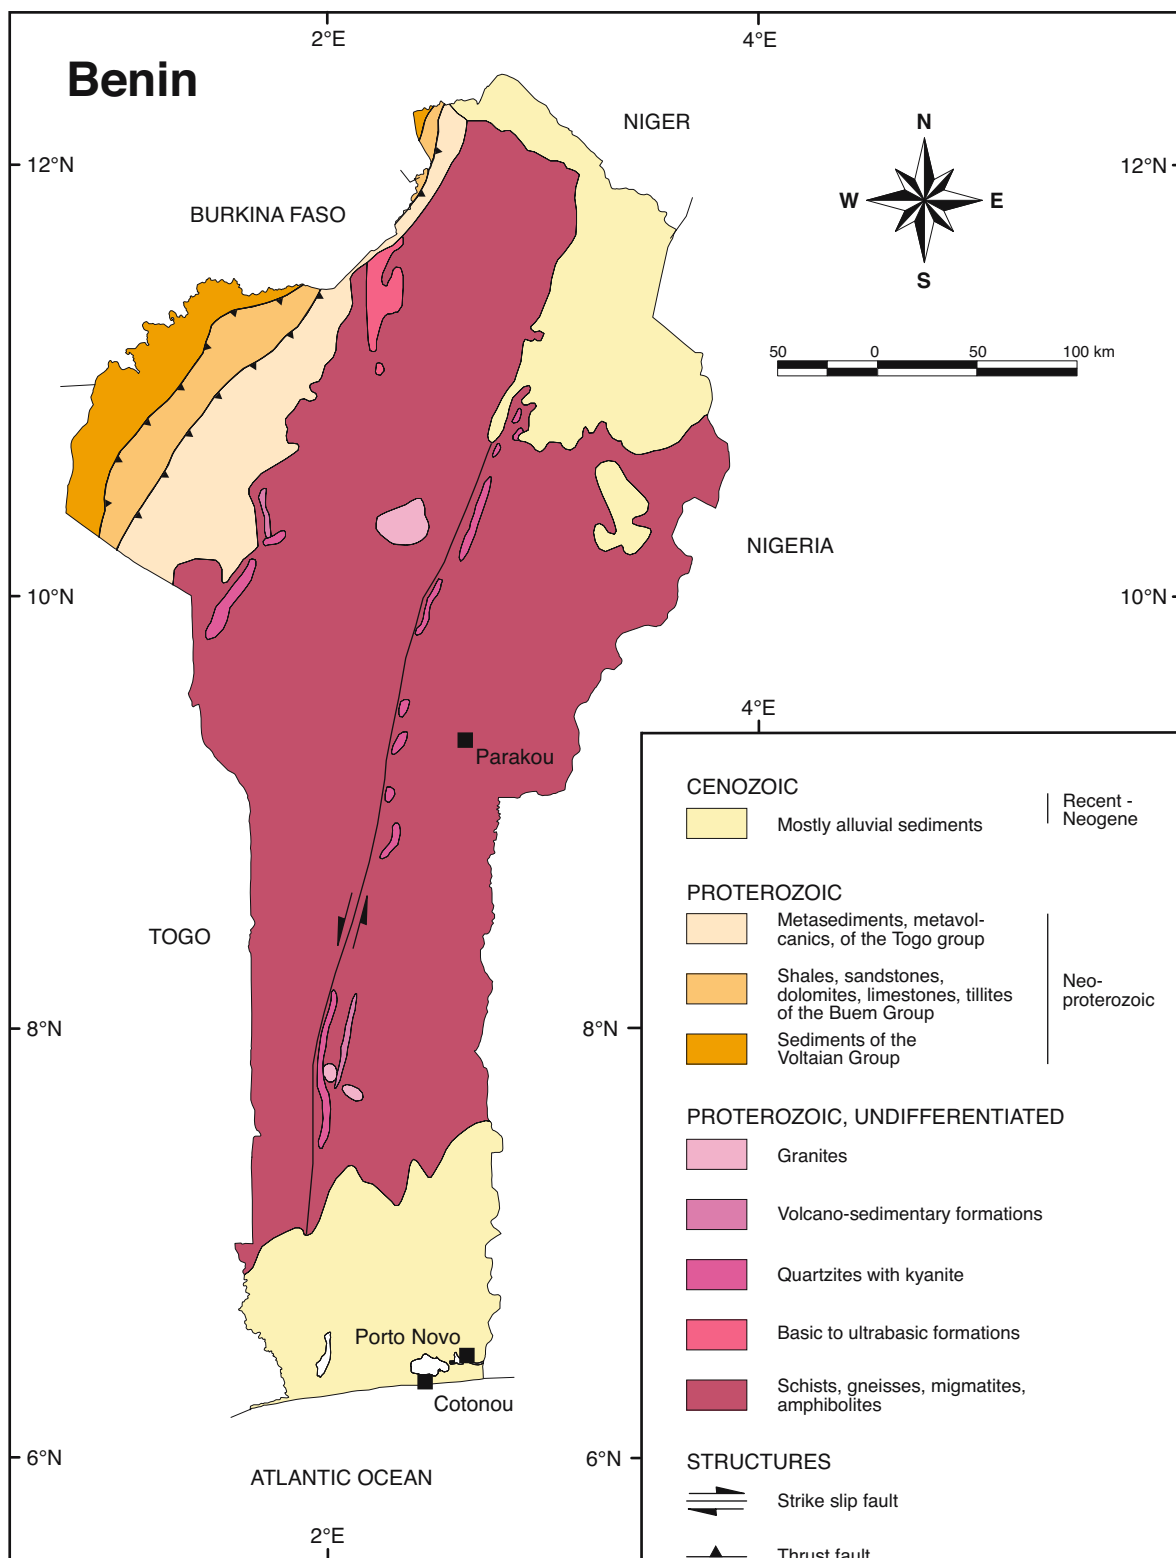 2°E
4°E
Benin
NIGER
12°N
12°N
N
W
E
S
BURKINA FASO
50
0
50
100 km
NIGERIA
10°N
10°N
4°E
Parakou
CENOZOIC
Mostly alluvial sediments
Recent -
Neogene
PROTEROZOIC
Metasediments, metavol-
canics, of the Togo group
Shales, sandstones,
dolomites, limestones, tillites
of the Buem Group
Neo-
proterozoic
Sediments of the
Voltaian Group
TOGO
8°N
8°N
PROTEROZOIC, UNDIFFERENTIATED
Granites
Volcano-sedimentary formations
Quartzites with kyanite
Basic to ultrabasic formations
Schists, gneisses, migmatites,
amphibolites
Porto Novo
Cotonou
6°N
6°N
ATLANTIC OCEAN
STRUCTURES
Strike slip fault
Thrust fault
2°E